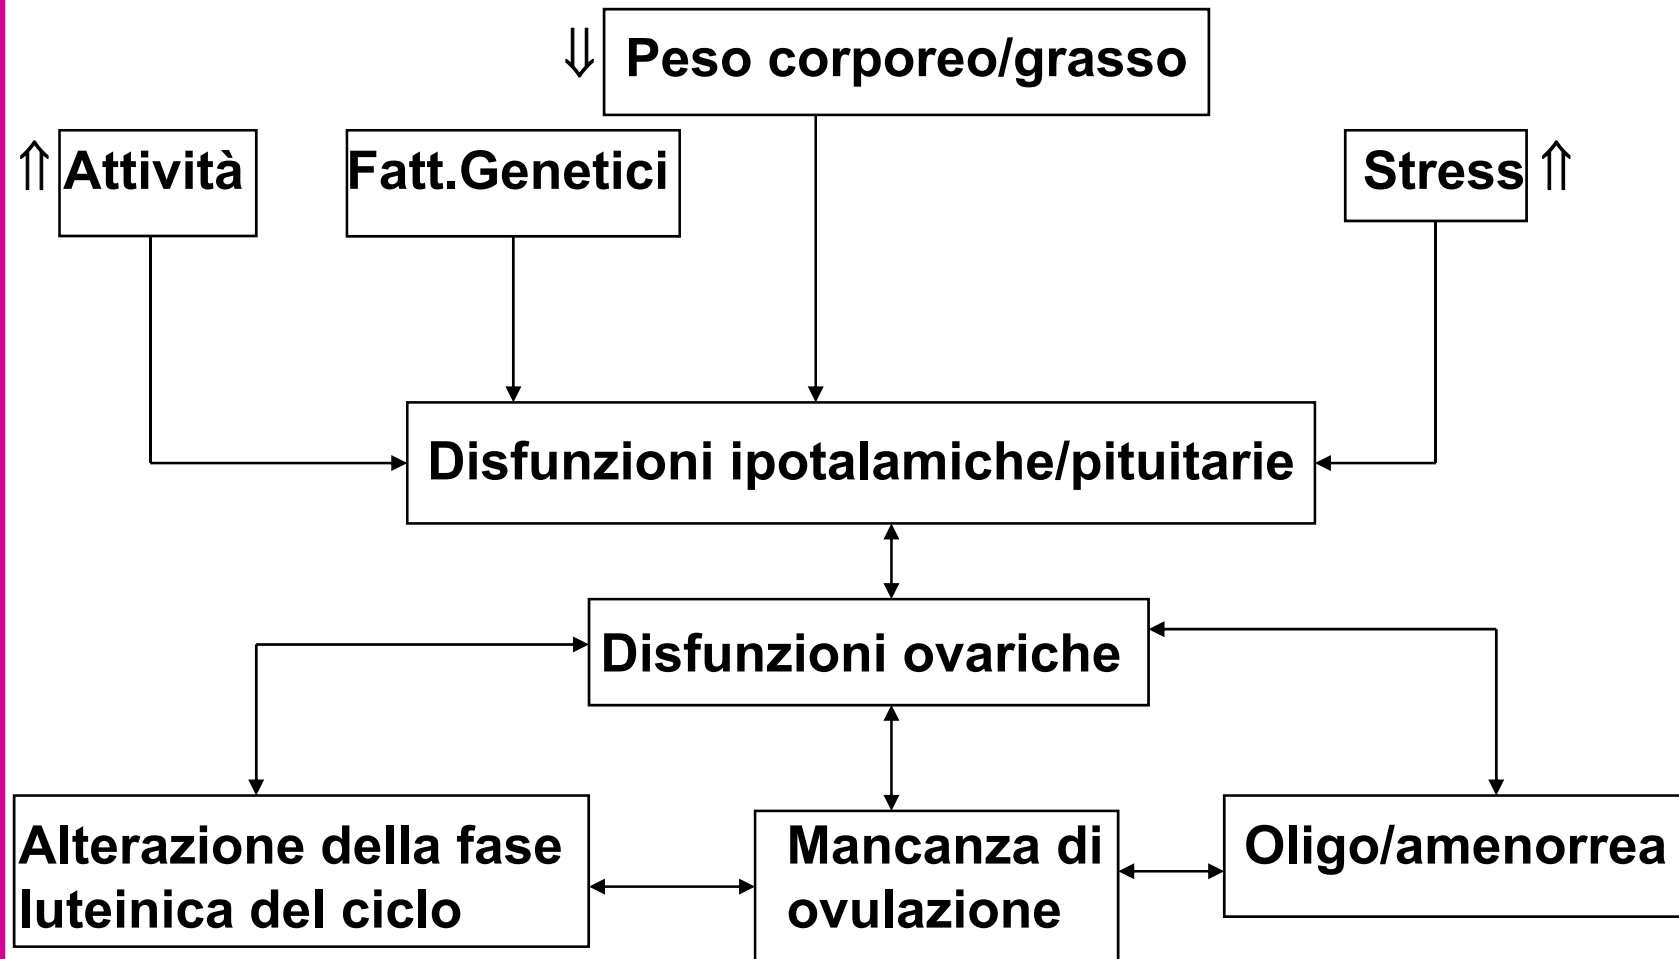 ⇓ Peso corporeo/grasso
⇑ Attività
Fatt.Genetici
Stress ⇑
Disfunzioni ipotalamiche/pituitarie
Disfunzioni ovariche
Alterazione della fase
luteinica del ciclo
Mancanza di
ovulazione
Oligo/amenorrea